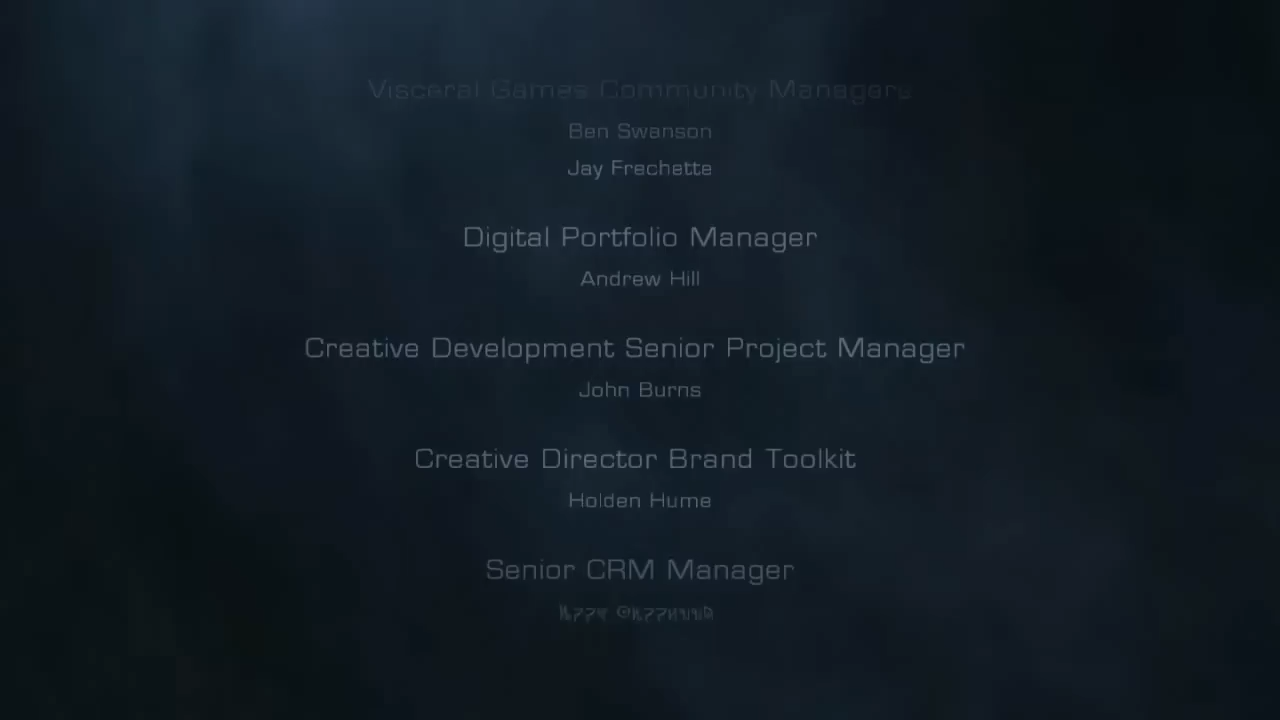 Visceral Games Community Managers
Ben Swanson
Jay Frechette
Digital Portfolio Manager
Andrew Hill
Creative Development Senior Project Manager
John Burns
Creative Director Brand Toolkit
Holden Hume
Senior CRM Manager